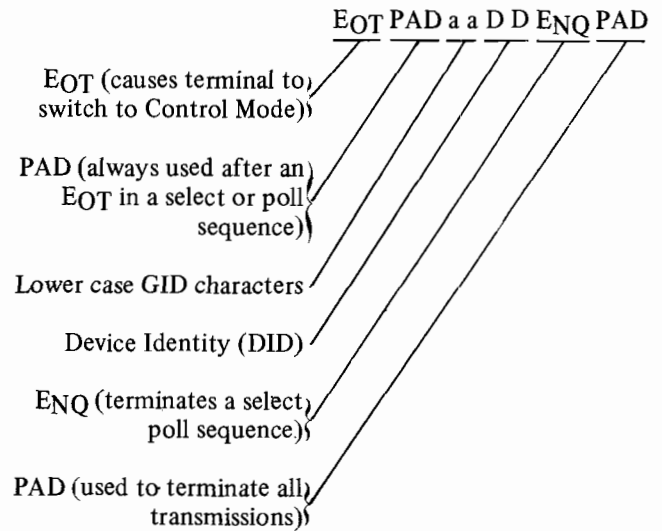 EOT PAD a a D D ENQ PAD
EOT (causes terminal to
switch to Control Mode)
PAD (always used after an
EOT in a select or poll
sequence)
Lower case GID characters
Device Identity (DID)
ENQ (terminates a select
poll sequence)
PAD (used to terminate all
transmissions)